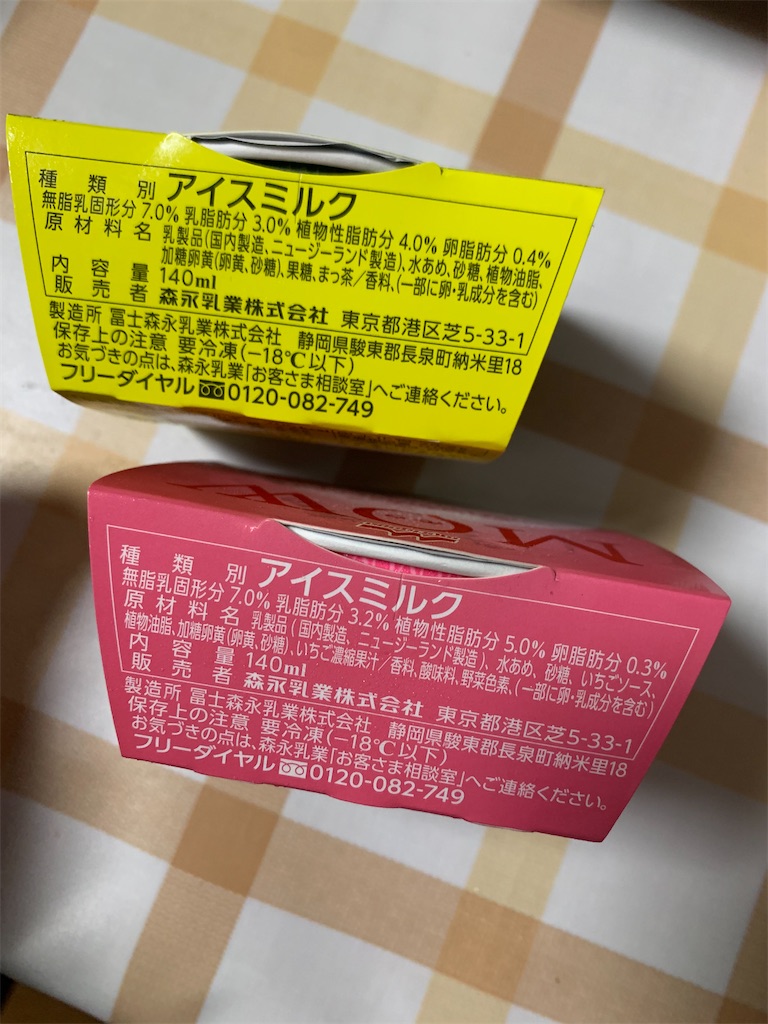 種類別 アイスミルク
無脂乳固形分 7.0% 乳脂肪分 3.0% 植物性脂肪分 4.0% 卵脂肪分 0.4%
原材料名 乳製品(国内製造、ニュージーランド製造)、水あめ、砂糖、植物油脂、
加糖卵黄(卵黄、砂糖)、果糖、まっ茶/香料、(一部に卵・乳成分を含む)
内容量 140ml
販売者 森永乳業株式会社 東京都港区芝5-33-1
製造所 冨士森永乳業株式会社 静岡県駿東郡長泉町納米里18
保存上の注意 要冷凍(−18℃以下)
お気づきの点は、森永乳業「お客さま相談室」へご連絡ください。
フリーダイヤル 0120-082-749
MOW
種類別 アイスミルク
無脂乳固形分 7.0% 乳脂肪分 3.2% 植物性脂肪分 5.0% 卵脂肪分 0.3%
原材料名 乳製品(国内製造、ニュージーランド製造)、水あめ、砂糖、いちごソース、
植物油脂、加糖卵黄(卵黄、砂糖)、いちご濃縮果汁/香料、酸味料、野菜色素、(一部に卵・乳成分を含む)
内容量 140ml
販売者 森永乳業株式会社 東京都港区芝5-33-1
製造所 冨士森永乳業株式会社 静岡県駿東郡長泉町納米里18
保存上の注意 要冷凍(−18℃以下)
お気づきの点は、森永乳業「お客さま相談室」へご連絡ください。
フリーダイヤル 0120-082-749